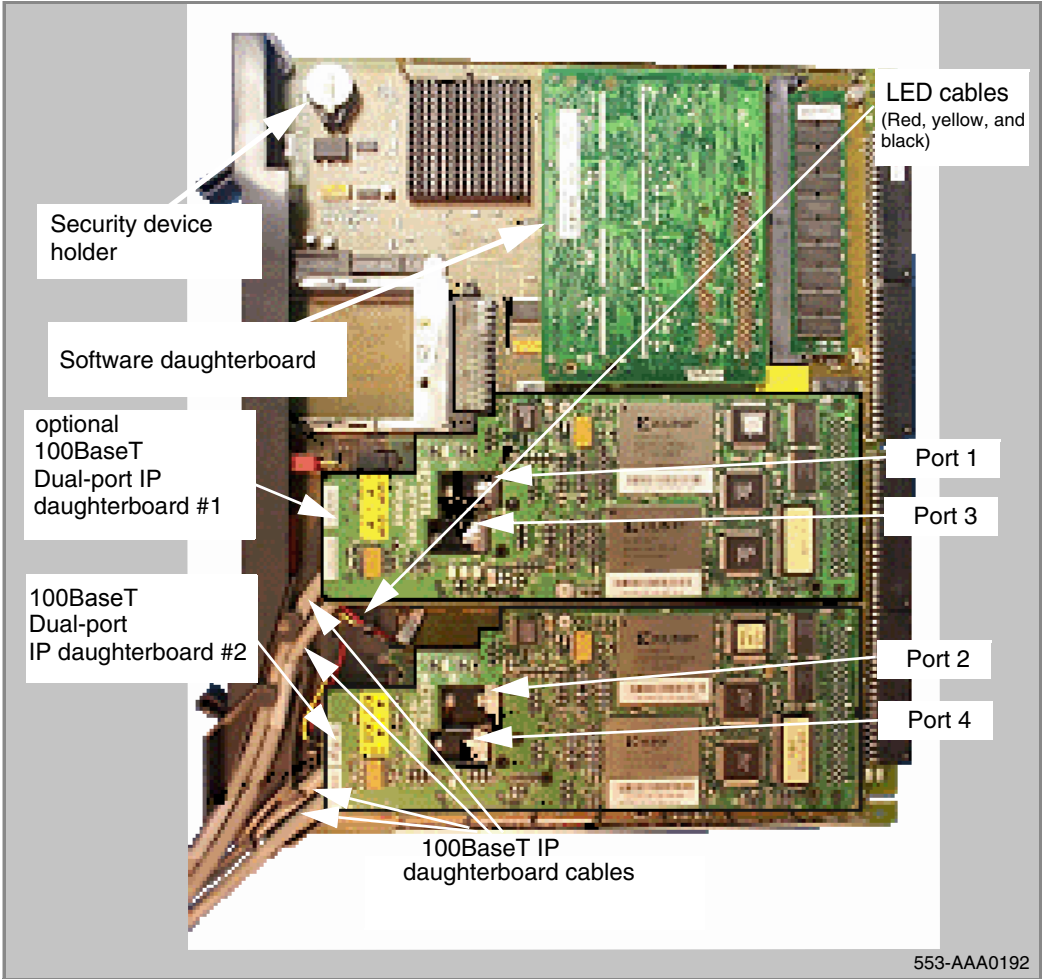 LED cables
(Red, yellow, and
black)
Security device
holder
Software daughterboard
optional
100BaseT
Dual-port IP
daughterboard #1
Port 1
Port 3
100BaseT
Dual-port
IP daughterboard #2
Port 2
Port 4
100BaseT IP
daughterboard cables
553-AAA0192